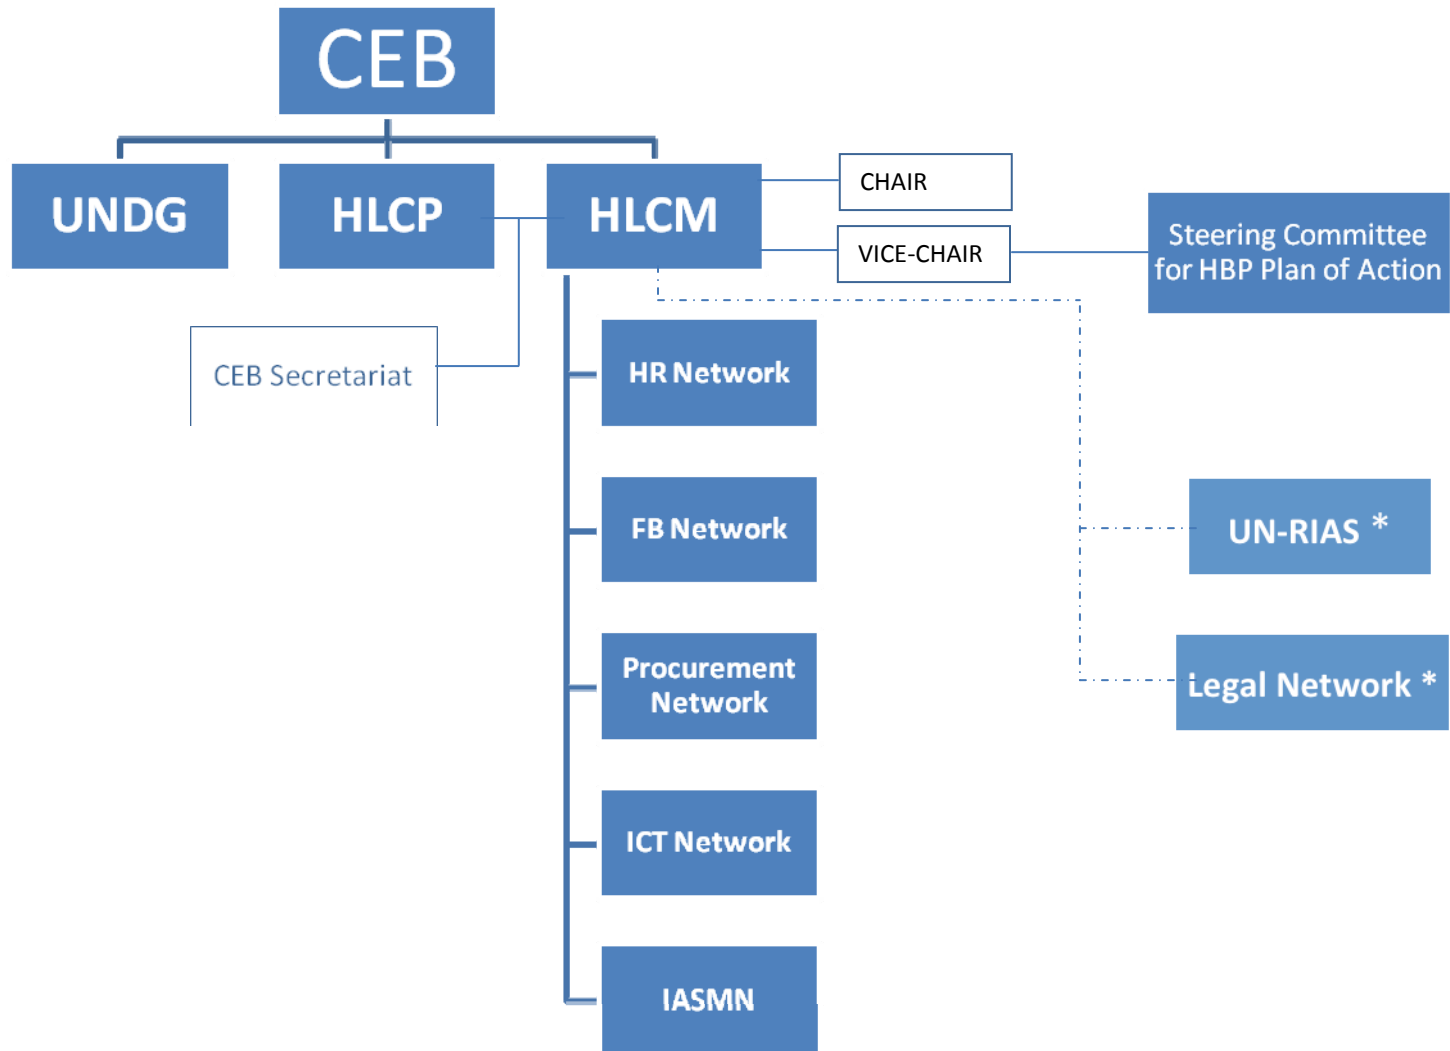 CEB
UNDG
HLCP
HLCM
CHAIR
VICE-CHAIR
Steering Committee
for HBP Plan of Action
CEB Secretariat
HR Network
FB Network
UN-RIAS *
Procurement
Network
Legal Network *
ICT Network
IASMN